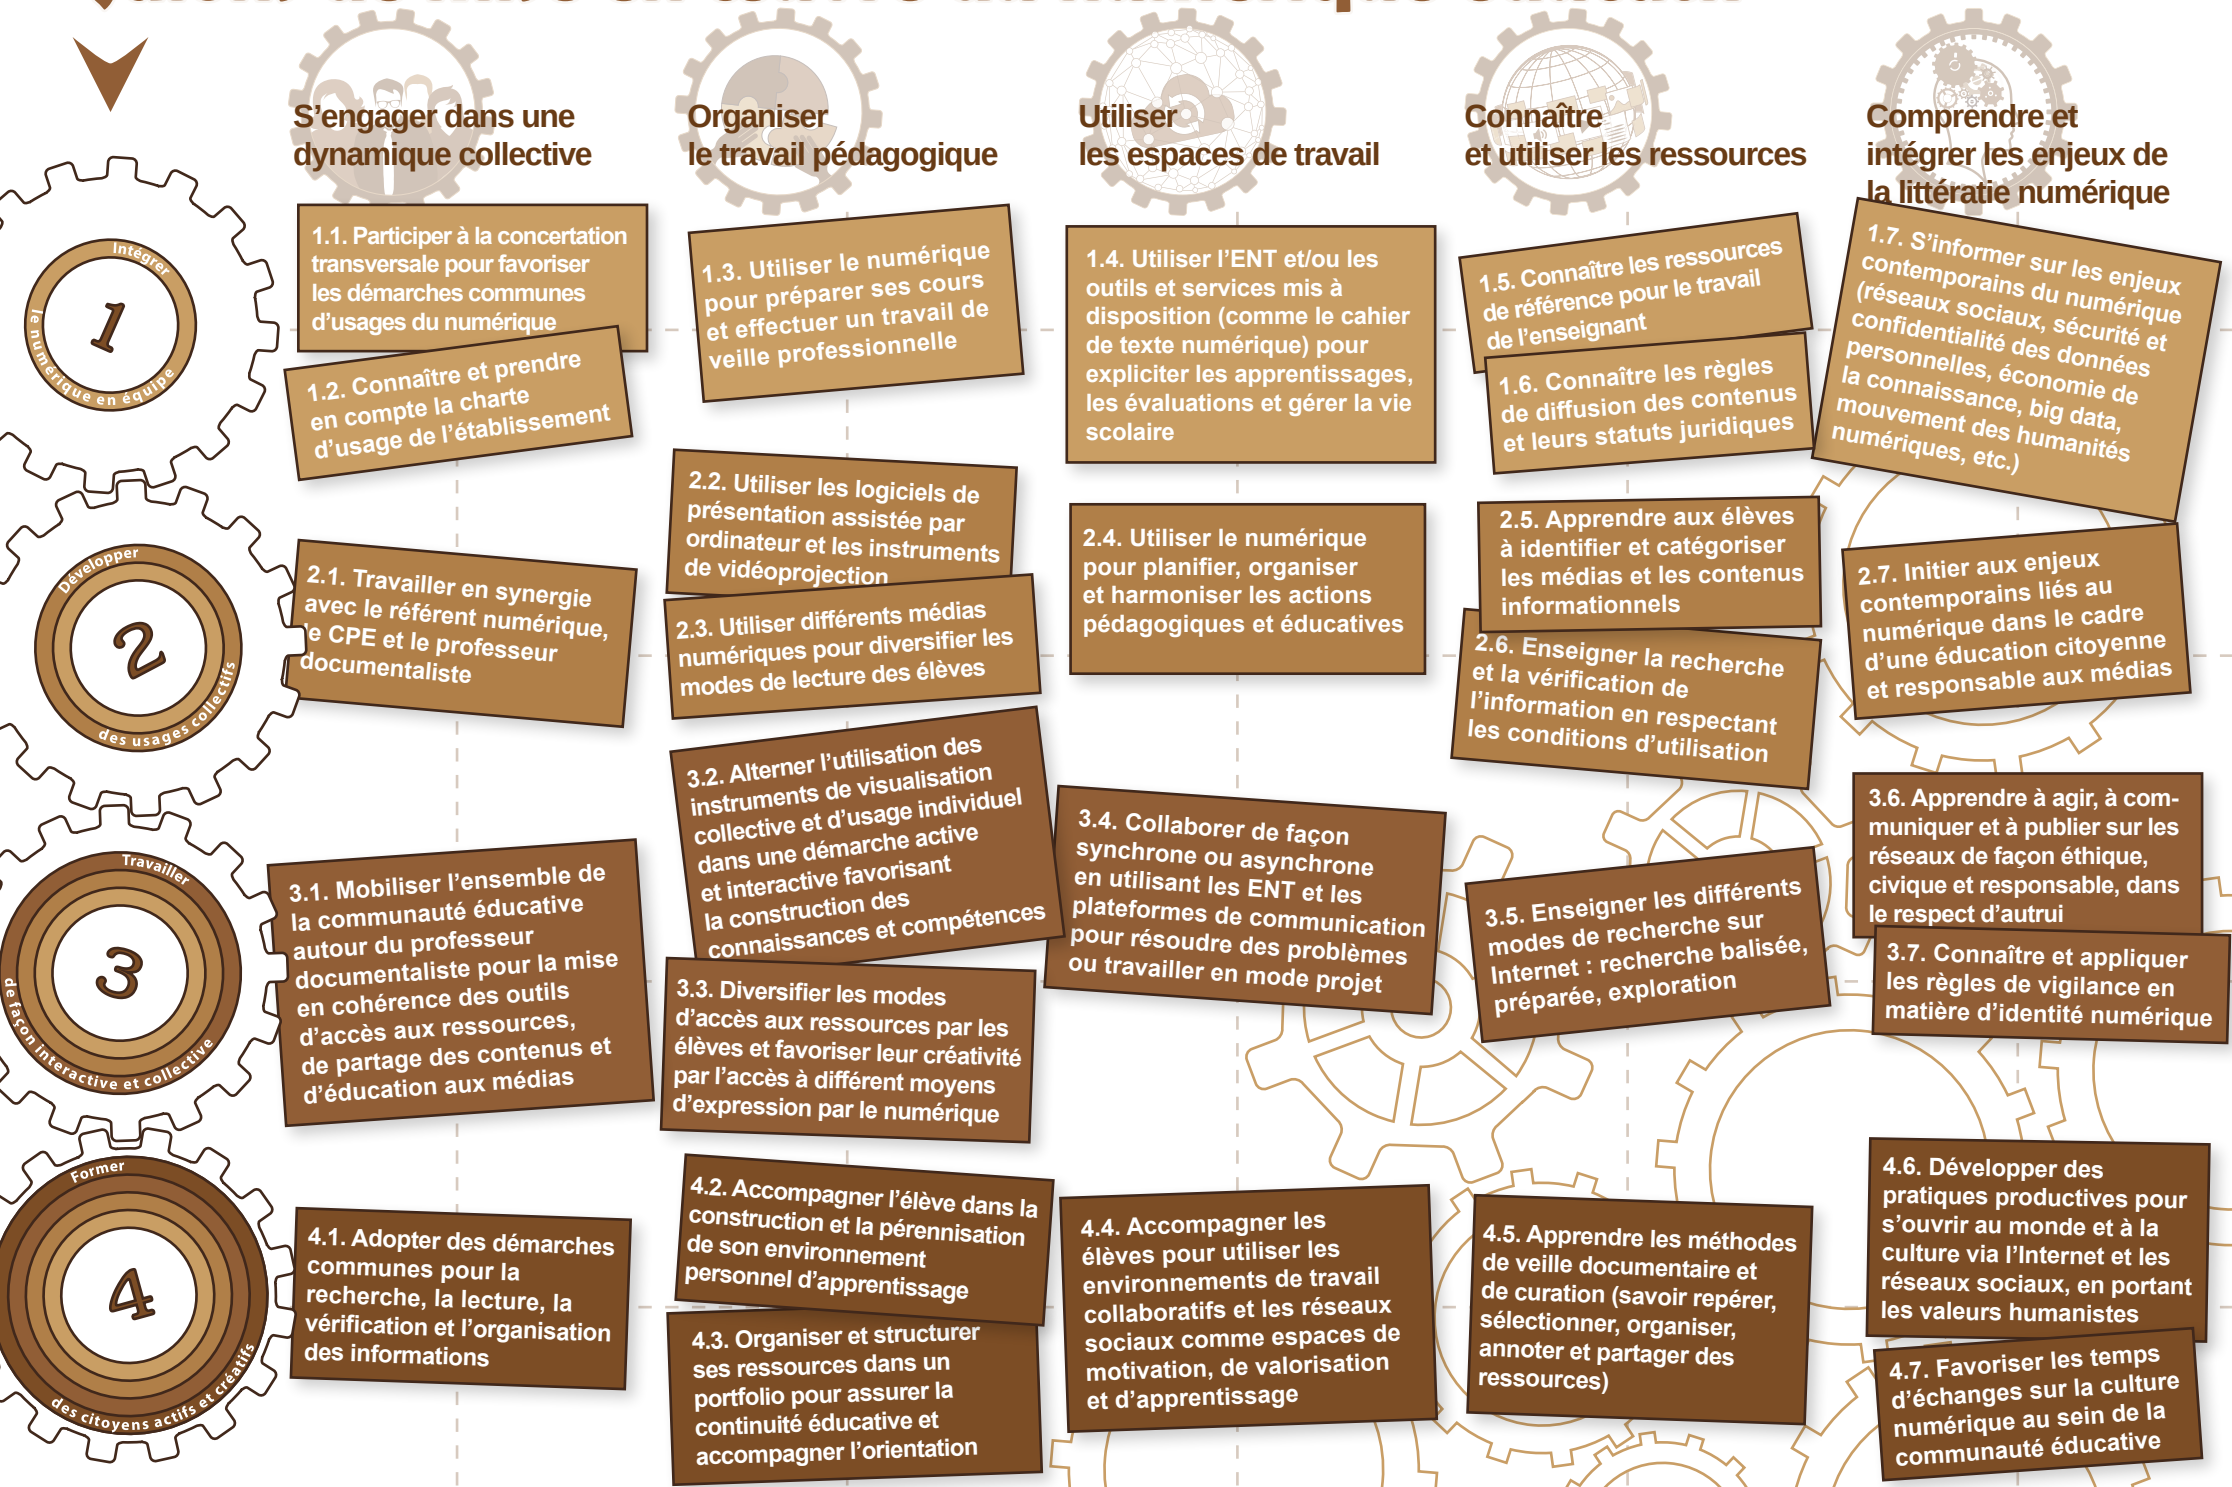 S’engager dans une
dynamique collective
Organiser
le travail pédagogique
Utiliser
les espaces de travail
Connaître
et utiliser les ressources
Comprendre et
intégrer les enjeux de
la littératie numérique
Intégrer
le numérique en équipe
1
1.1. Participer à la concertation
transversale pour favoriser
les démarches communes
d’usages du numérique
1.2. Connaître et prendre
en compte la charte
d’usage de l’établissement
1.3. Utiliser le numérique
pour préparer ses cours
et effectuer un travail de
veille professionnelle
1.4. Utiliser l’ENT et/ou les
outils et services mis à
disposition (comme le cahier
de texte numérique) pour
expliciter les apprentissages,
les évaluations et gérer la vie
scolaire
1.5. Connaître les ressources
de référence pour le travail
de l’enseignant
1.6. Connaître les règles
de diffusion des contenus
et leurs statuts juridiques
1.7. S’informer sur les enjeux
contemporains du numérique
(réseaux sociaux, sécurité et
confidentialité des données
personnelles, économie de
la connaissance, big data,
mouvement des humanités
numériques, etc.)
Développer
des usages collectifs
2
2.1. Travailler en synergie
avec le référent numérique,
le CPE et le professeur
documentaliste
2.2. Utiliser les logiciels de
présentation assistée par
ordinateur et les instruments
de vidéoprojection
2.3. Utiliser différents médias
numériques pour diversifier les
modes de lecture des élèves
2.4. Utiliser le numérique
pour planifier, organiser
et harmoniser les actions
pédagogiques et éducatives
2.5. Apprendre aux élèves
à identifier et catégoriser
les médias et les contenus
informationnels
2.6. Enseigner la recherche
et la vérification de
l’information en respectant
les conditions d’utilisation
2.7. Initier aux enjeux
contemporains liés au
numérique dans le cadre
d’une éducation citoyenne
et responsable aux médias
Travailler
de façon interactive et collective
3
3.1. Mobiliser l’ensemble de
la communauté éducative
autour du professeur
documentaliste pour la mise
en cohérence des outils
d’accès aux ressources,
de partage des contenus et
d’éducation aux médias
3.2. Alterner l’utilisation des
instruments de visualisation
collective et d’usage individuel
dans une démarche active
et interactive favorisant
la construction des
connaissances et compétences
3.3. Diversifier les modes
d’accès aux ressources par les
élèves et favoriser leur créativité
par l’accès à différent moyens
d’expression par le numérique
3.4. Collaborer de façon
synchrone ou asynchrone
en utilisant les ENT et les
plateformes de communication
pour résoudre des problèmes
ou travailler en mode projet
3.5. Enseigner les différents
modes de recherche sur
Internet : recherche balisée,
préparée, exploration
3.6. Apprendre à agir, à com-
muniquer et à publier sur les
réseaux de façon éthique,
civique et responsable, dans
le respect d’autrui
3.7. Connaître et appliquer
les règles de vigilance en
matière d’identité numérique
Former
des citoyens actifs et créatifs
4
4.1. Adopter des démarches
communes pour la
recherche, la lecture, la
vérification et l’organisation
des informations
4.2. Accompagner l’élève dans la
construction et la pérennisation
de son environnement
personnel d’apprentissage
4.3. Organiser et structurer
ses ressources dans un
portfolio pour assurer la
continuité éducative et
accompagner l’orientation
4.4. Accompagner les
élèves pour utiliser les
environnements de travail
collaboratifs et les réseaux
sociaux comme espaces de
motivation, de valorisation
et d’apprentissage
4.5. Apprendre les méthodes
de veille documentaire et
de curation (savoir repérer,
sélectionner, organiser,
annoter et partager des
ressources)
4.6. Développer des
pratiques productives pour
s’ouvrir au monde et à la
culture via l’Internet et les
réseaux sociaux, en portant
les valeurs humanistes
4.7. Favoriser les temps
d’échanges sur la culture
numérique au sein de la
communauté éducative